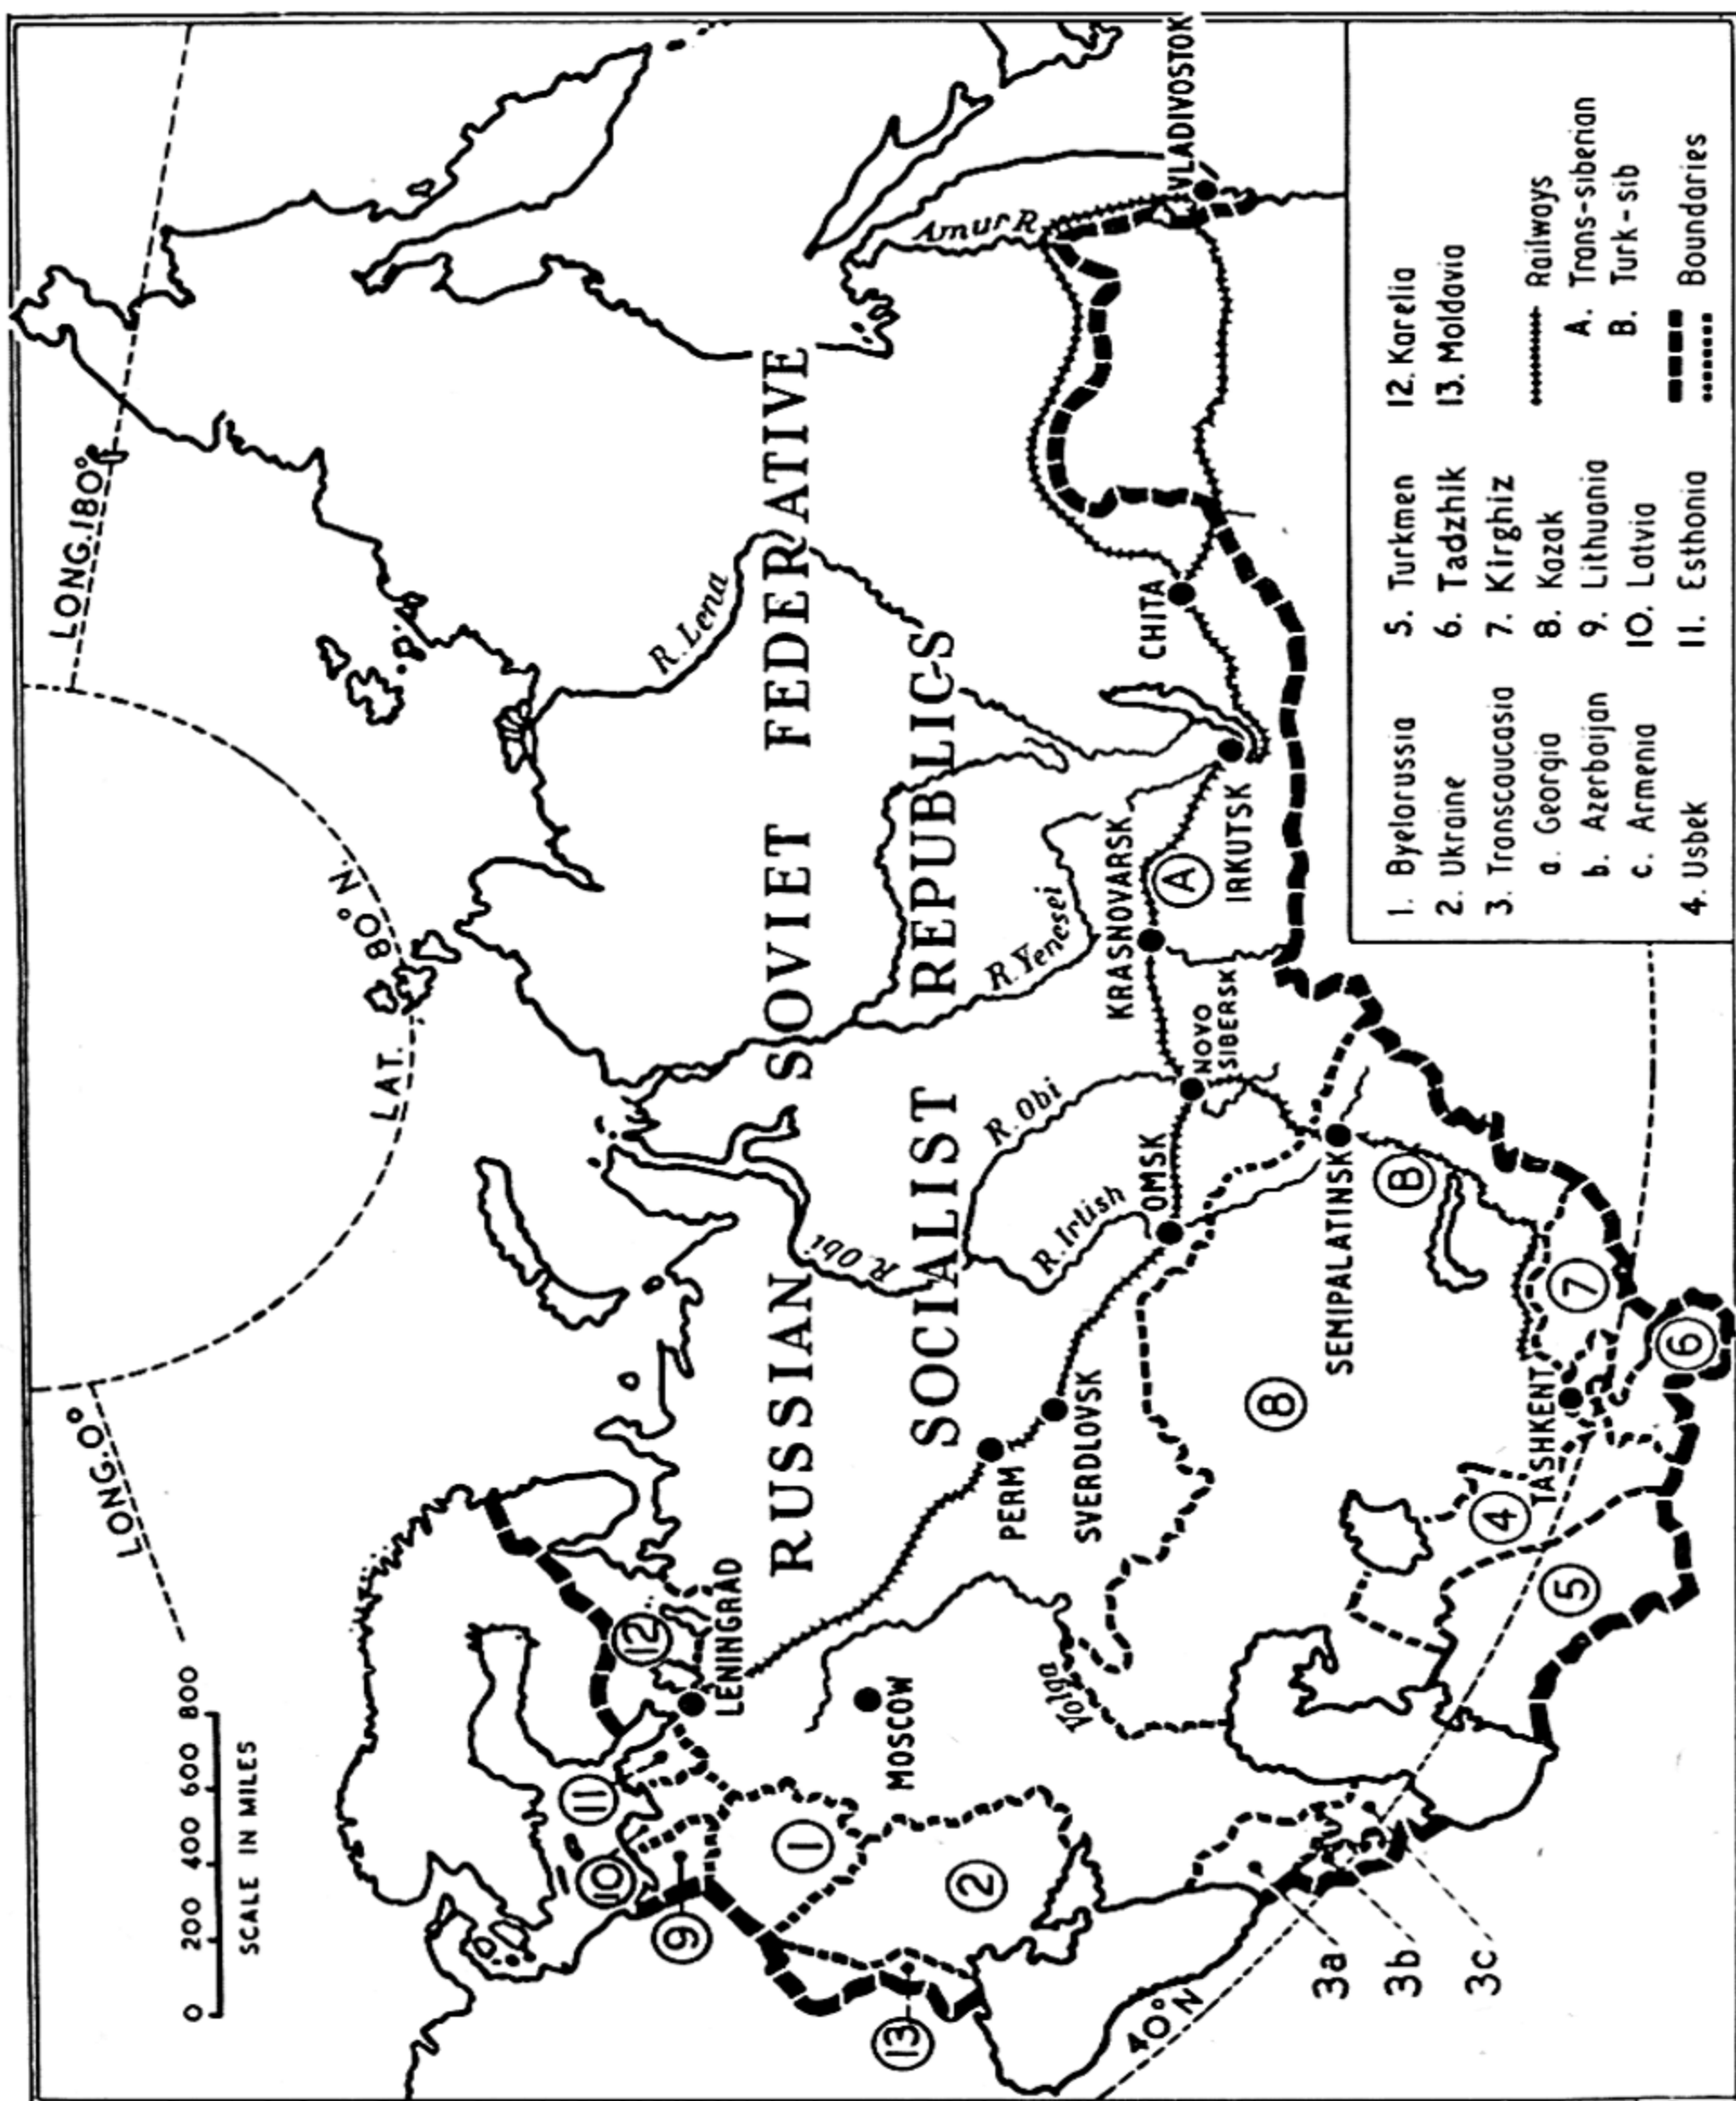 LONG. 0°
LAT. 80° N.
LONG. 180°
0 200 400 600 800
SCALE IN MILES
RUSSIAN SOVIET FEDERATIVE
SOCIALIST REPUBLICS
R. Lena
R. Obi
R. Obi
R. Irtish
R. Yenesei
Amur R
Volga
LENINGRAD
MOSCOW
PERM
SVERDLOVSK
OMSK
NOVO
SIBERSK
KRASNOVARSK
IRKUTSK
CHITA
VLADIVOSTOK
SEMIPALATINSK
TASHKENT
A
B
1
2
3a
3b
3c
4
5
6
7
8
9
10
11
12
13
40° N
1. Byelorussia
2. Ukraine
3. Transcaucasia
a. Georgia
b. Azerbaijan
c. Armenia
4. Usbek
5. Turkmen
6. Tadzhik
7. Kirghiz
8. Kazak
9. Lithuania
10. Latvia
11. Esthonia
12. Karelia
13. Moldavia
Railways
A. Trans-siberian
B. Turk-sib
Boundaries